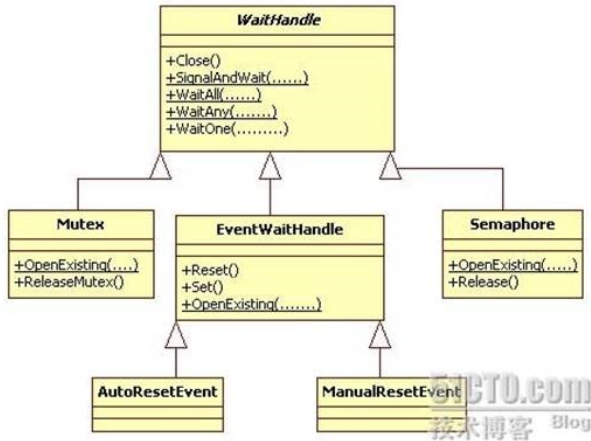 WaitHandle
+Close()
+SignalAndWait(......)
+WaitAll(......)
+WaitAny(.......)
+WaitOne(.........)
Mutex
+OpenExisting(....)
+ReleaseMutex()
EventWaitHandle
+Reset()
+Set()
+OpenExisting(.......)
Semaphore
+OpenExisting(.....)
+Release()
AutoResetEvent
ManualResetEvent
51CTO.com
技术博客 Blog